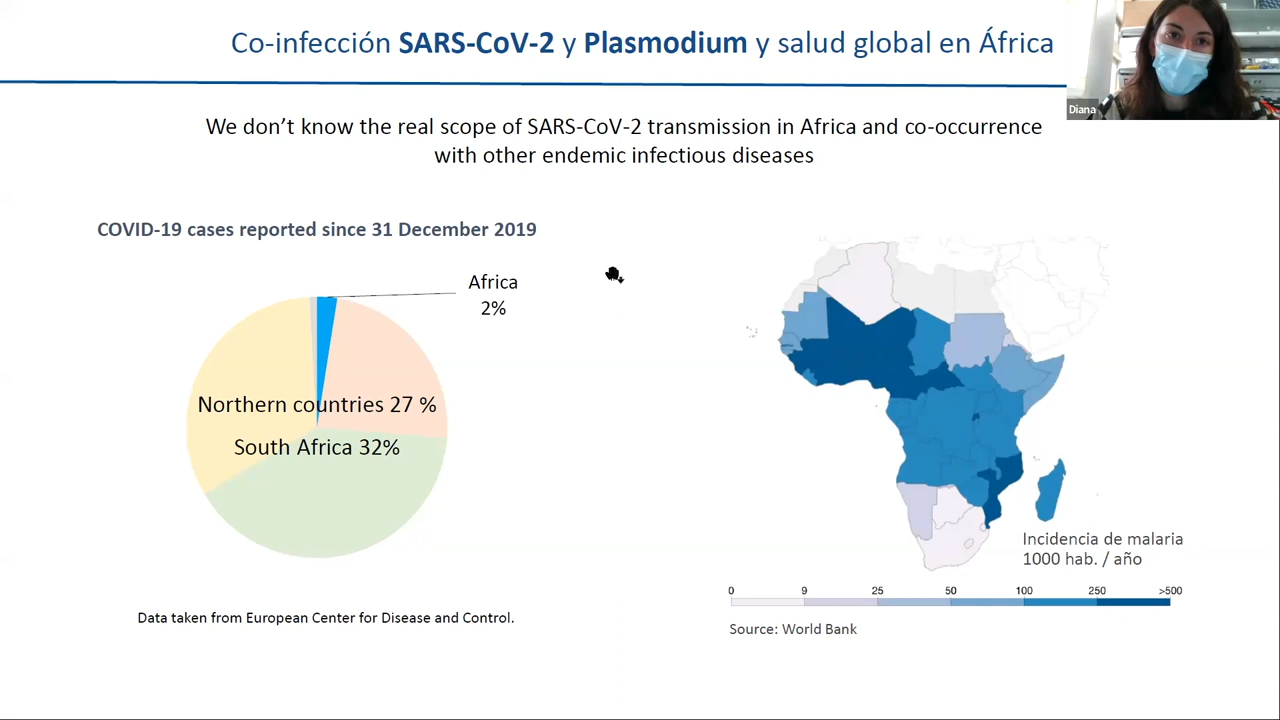 Co-infección SARS-CoV-2 y Plasmodium y salud global en África
Diana
We don't know the real scope of SARS-CoV-2 transmission in Africa and co-occurrence
with other endemic infectious diseases
COVID-19 cases reported since 31 December 2019
Africa
2%
Northern countries 27 %
South Africa 32%
Data taken from European Center for Disease and Control.
Incidencia de malaria
1000 hab. / año
0 9 25 50 100 250 >500
Source: World Bank